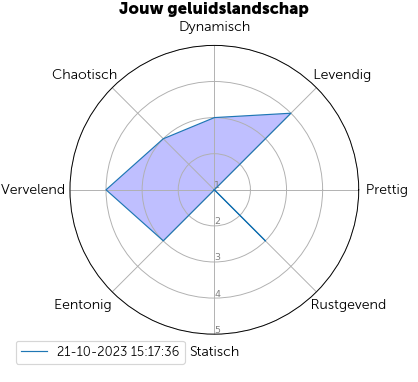 Jouw geluidslandschap
Dynamisch
Chaotisch
Levendig
Vervelend
Prettig
1
2
3
4
5
Eentonig
Rustgevend
Statisch
21-10-2023 15:17:36